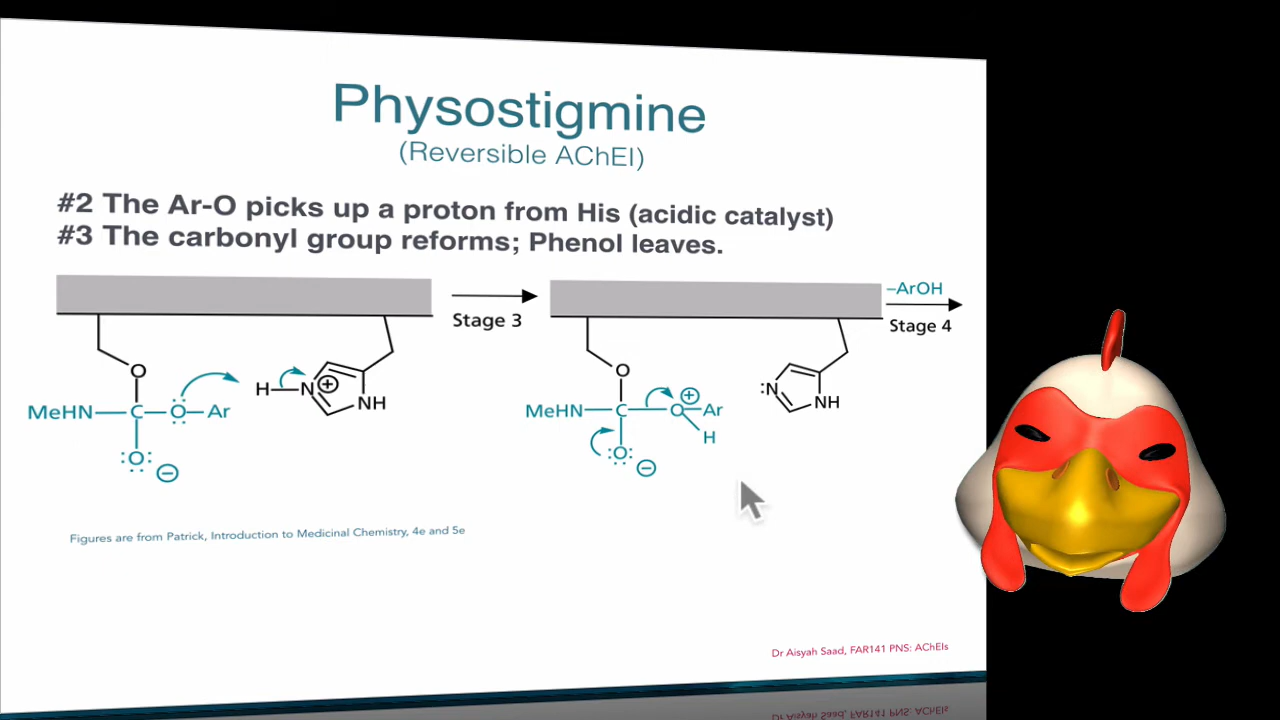 Physostigmine
(Reversible AChEI)
#2 The Ar-O picks up a proton from His (acidic catalyst)
#3 The carbonyl group reforms; Phenol leaves.
Stage 3
–ArOH
Stage 4
O
MeHN—C—Ö—Ar
:Ö:
⊖
H—N
⊕
NH
O
MeHN—C—O—Ar
⊕
H
:Ö:
⊖
:N
NH
Figures are from Patrick, Introduction to Medicinal Chemistry, 4e and 5e
Dr Aisyah Saad, FAR141 PNS: AChEIs